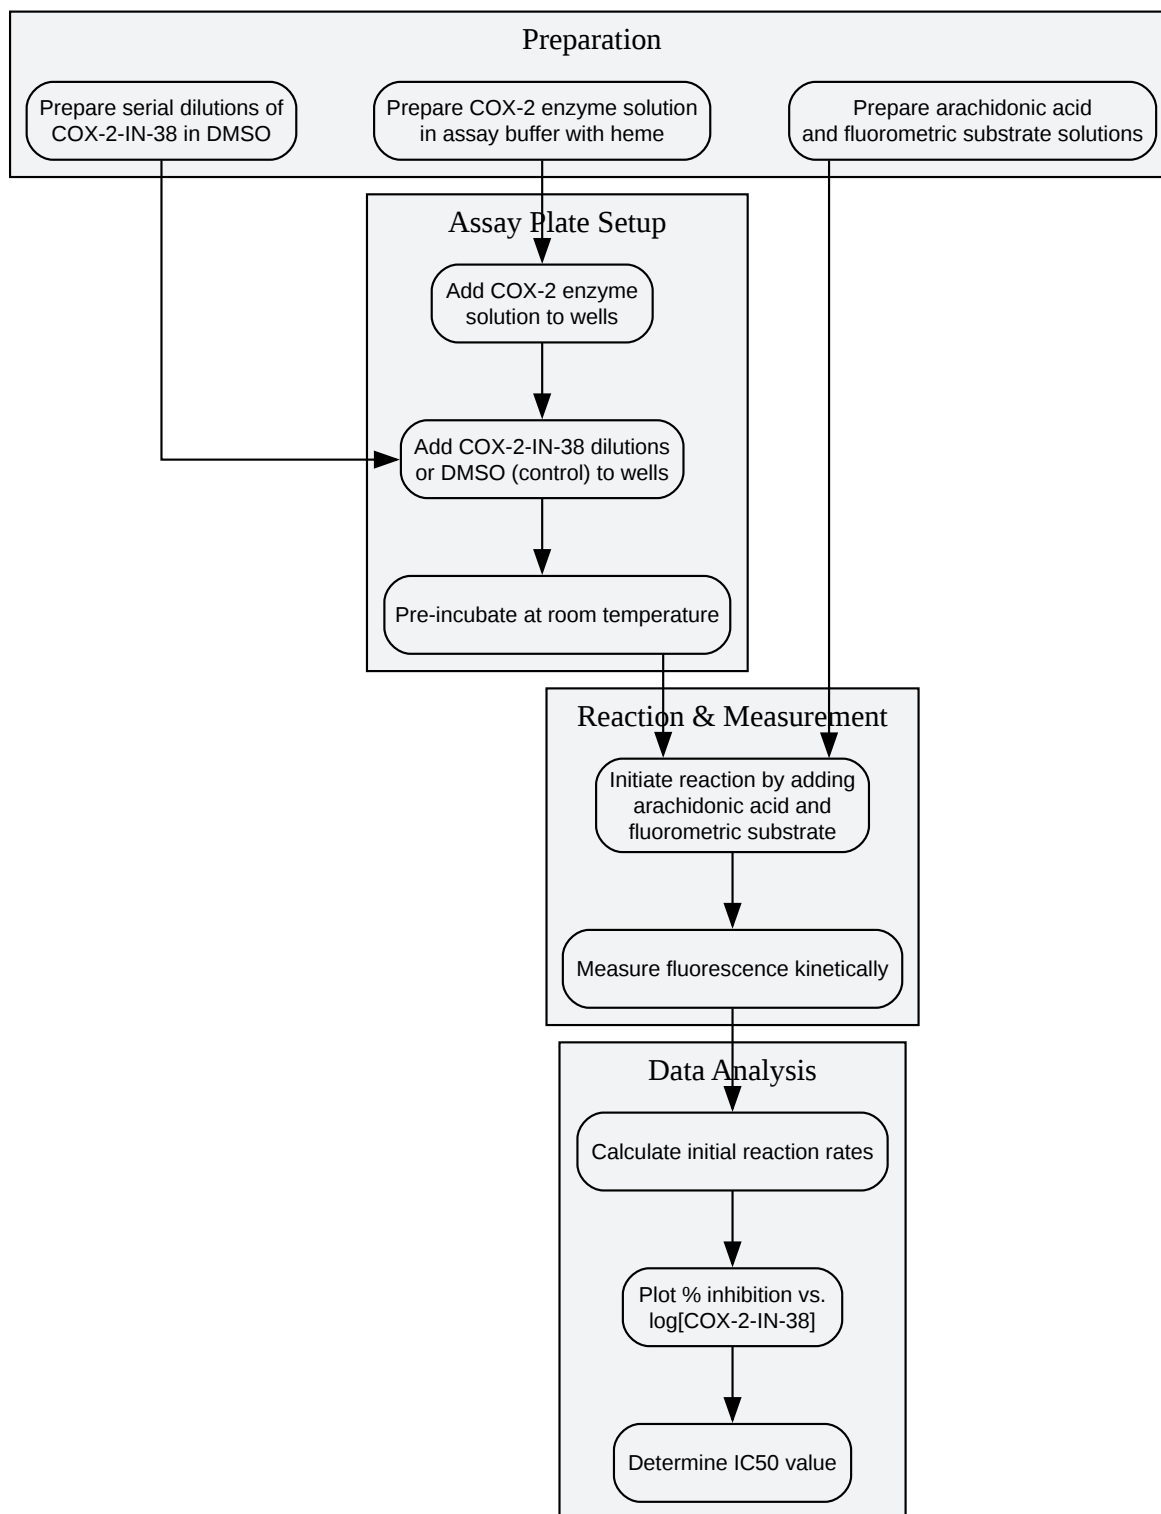 Preparation
Prepare serial dilutions of
COX-2-IN-38 in DMSO
Prepare COX-2 enzyme solution
in assay buffer with heme
Prepare arachidonic acid
and fluorometric substrate solutions
Assay Plate Setup
Add COX-2 enzyme
solution to wells
Add COX-2-IN-38 dilutions
or DMSO (control) to wells
Pre-incubate at room temperature
Reaction & Measurement
Initiate reaction by adding
arachidonic acid and
fluorometric substrate
Measure fluorescence kinetically
Data Analysis
Calculate initial reaction rates
Plot % inhibition vs.
log[COX-2-IN-38]
Determine IC50 value